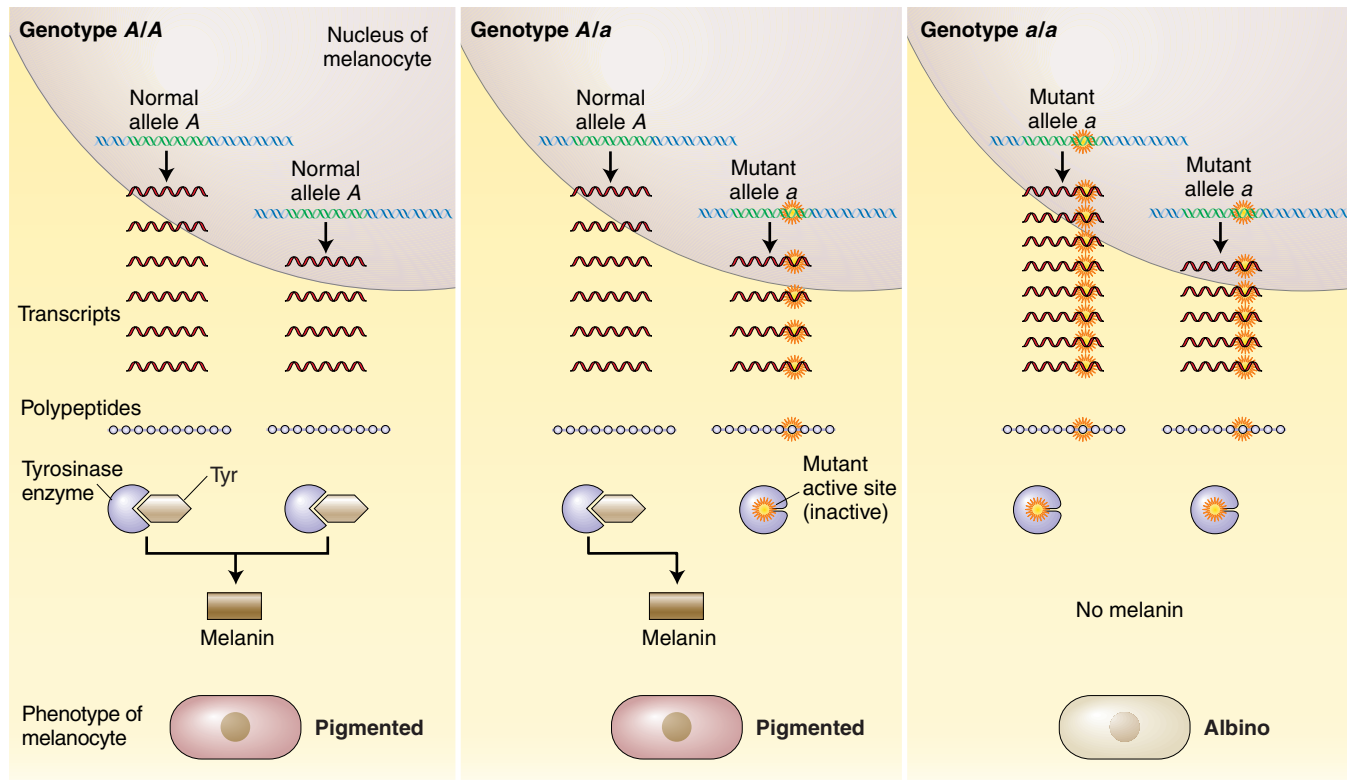 Genotype A/A
Nucleus of
melanocyte
Normal
allele A
Normal
allele A
Transcripts
Polypeptides
Tyrosinase
enzyme
Tyr
Melanin
Phenotype of
melanocyte
Pigmented
Genotype A/a
Normal
allele A
Mutant
allele a
Mutant
active site
(inactive)
Melanin
Pigmented
Genotype a/a
Mutant
allele a
Mutant
allele a
No melanin
Albino